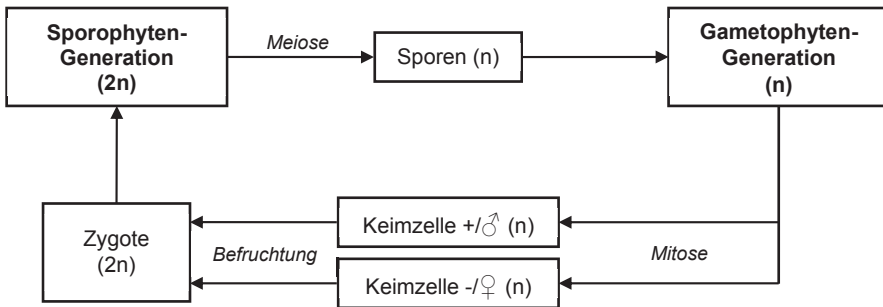 Sporophyten-
Generation
(2n)
Meiose
Sporen (n)
Gametophyten-
Generation
(n)
Zygote
(2n)
Befruchtung
Keimzelle +/♂ (n)
Keimzelle -/♀ (n)
Mitose